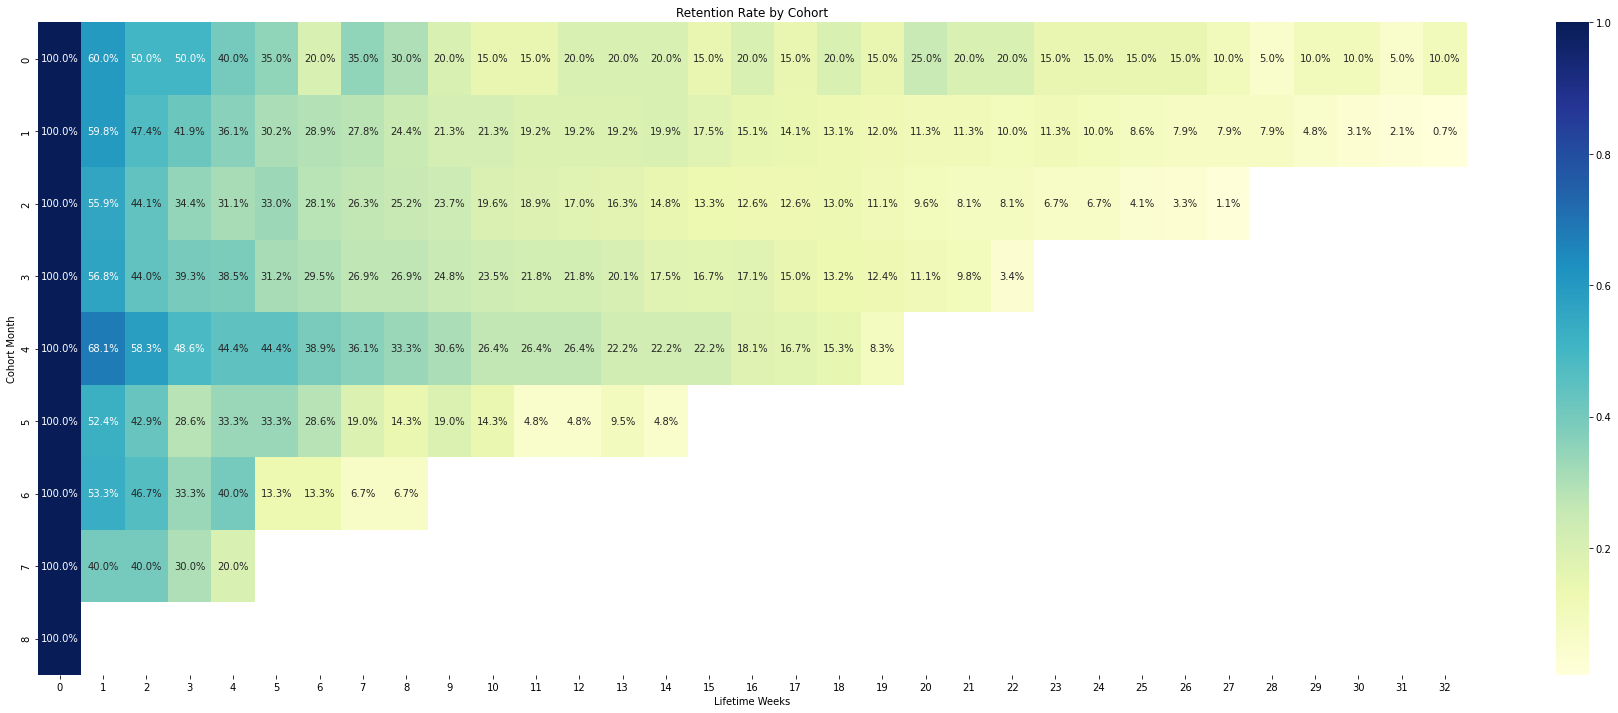 Retention Rate by Cohort
0 100.0% 60.0% 50.0% 50.0% 40.0% 35.0% 20.0% 35.0% 30.0% 20.0% 15.0% 15.0% 20.0% 20.0% 20.0% 15.0% 20.0% 15.0% 20.0% 15.0% 25.0% 20.0% 20.0% 15.0% 15.0% 15.0% 15.0% 10.0% 5.0% 10.0% 10.0% 5.0% 10.0%
1 100.0% 59.8% 47.4% 41.9% 36.1% 30.2% 28.9% 27.8% 24.4% 21.3% 21.3% 19.2% 19.2% 19.2% 19.9% 17.5% 15.1% 14.1% 13.1% 12.0% 11.3% 11.3% 10.0% 11.3% 10.0% 8.6% 7.9% 7.9% 7.9% 4.8% 3.1% 2.1% 0.7%
2 100.0% 55.9% 44.1% 34.4% 31.1% 33.0% 28.1% 26.3% 25.2% 23.7% 19.6% 18.9% 17.0% 16.3% 14.8% 13.3% 12.6% 12.6% 13.0% 11.1% 9.6% 8.1% 8.1% 6.7% 6.7% 4.1% 3.3% 1.1%
3 100.0% 56.8% 44.0% 39.3% 38.5% 31.2% 29.5% 26.9% 26.9% 24.8% 23.5% 21.8% 21.8% 20.1% 17.5% 16.7% 17.1% 15.0% 13.2% 12.4% 11.1% 9.8% 3.4%
4 100.0% 68.1% 58.3% 48.6% 44.4% 44.4% 38.9% 36.1% 33.3% 30.6% 26.4% 26.4% 26.4% 22.2% 22.2% 22.2% 18.1% 16.7% 15.3% 8.3%
5 100.0% 52.4% 42.9% 28.6% 33.3% 33.3% 28.6% 19.0% 14.3% 19.0% 14.3% 4.8% 4.8% 9.5% 4.8%
6 100.0% 53.3% 46.7% 33.3% 40.0% 13.3% 13.3% 6.7% 6.7%
7 100.0% 40.0% 40.0% 30.0% 20.0%
8 100.0%
0 1 2 3 4 5 6 7 8 9 10 11 12 13 14 15 16 17 18 19 20 21 22 23 24 25 26 27 28 29 30 31 32
Lifetime Weeks
Cohort Month
1.0
0.8
0.6
0.4
0.2